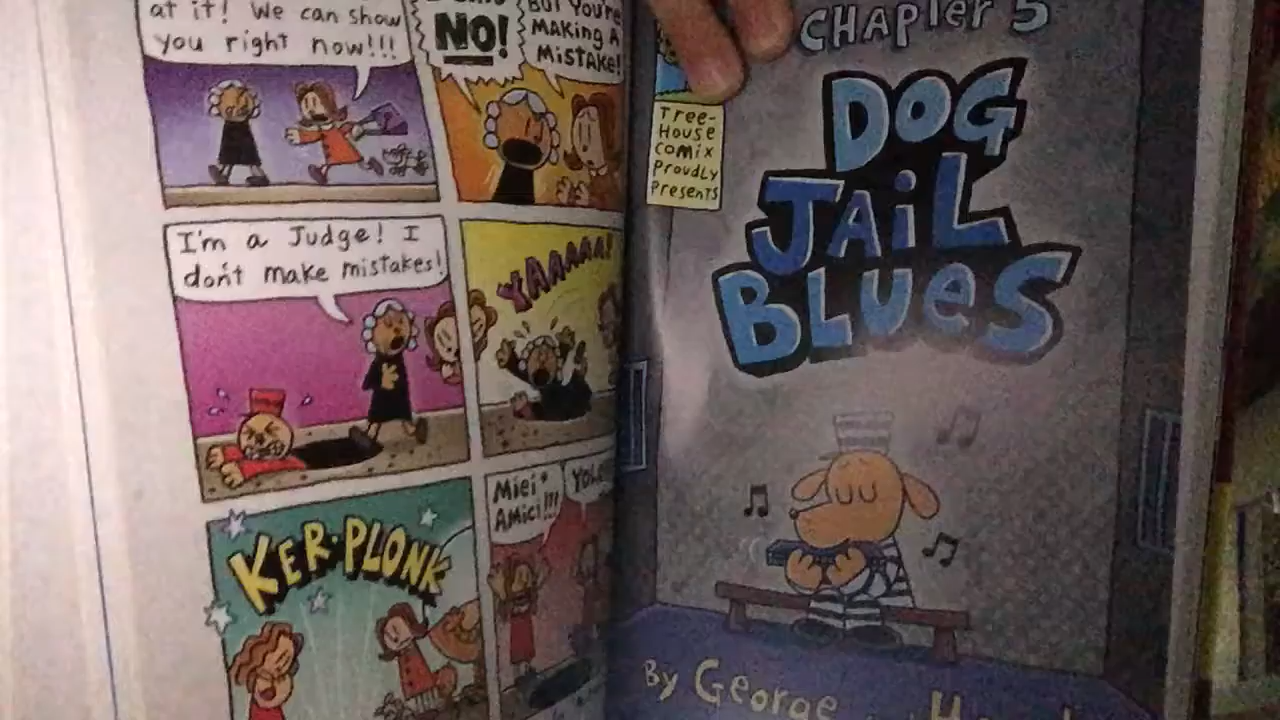 at it! We can show
you right now!!!
NO!
But You're
Making A
Mistake!
I'm a Judge! I
don't make mistakes!
YAAAAAA!
KER-PLONK
Miei*
Amici!!!
CHAPTER 5
Tree-
House
Comix
Proudly
Presents
DOG
JAIL
BLUES
By George